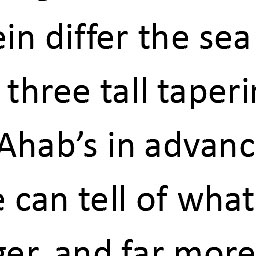 ein differ the sea
three tall taperin
Ahab's in advanc
e can tell of what
ger, and far more